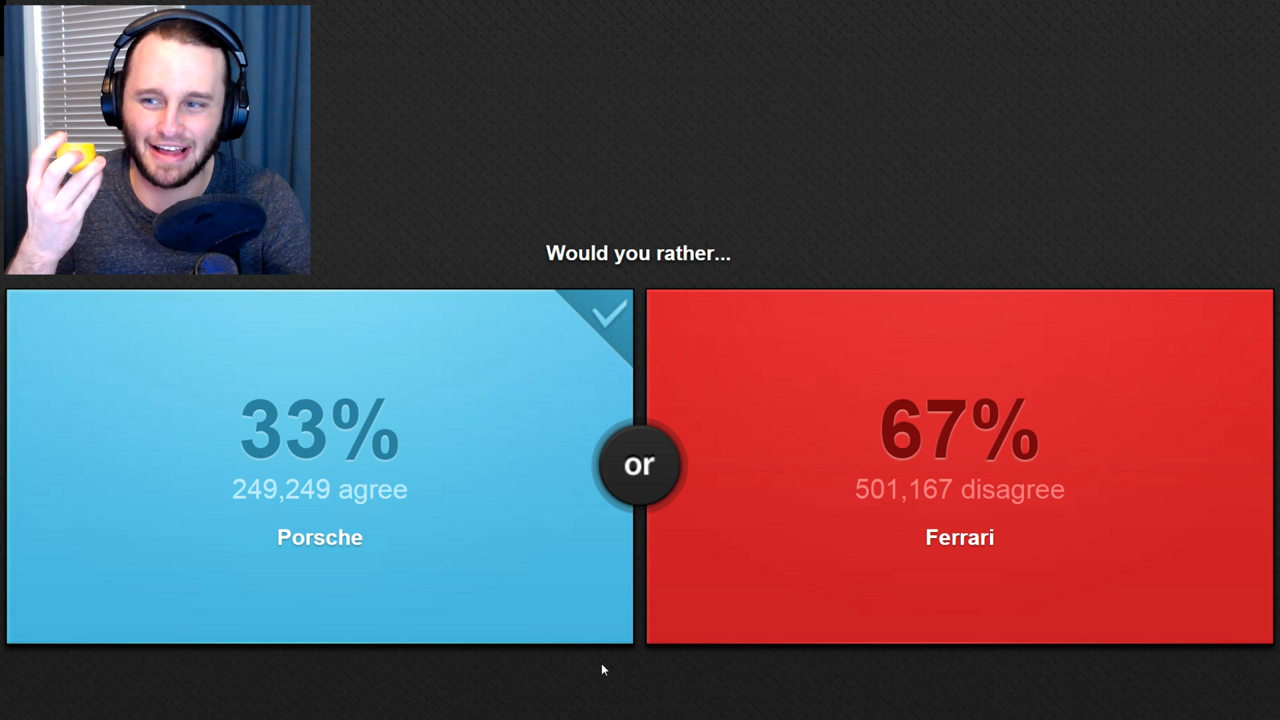 Would you rather...
33%
249,249 agree
Porsche
or
67%
501,167 disagree
Ferrari